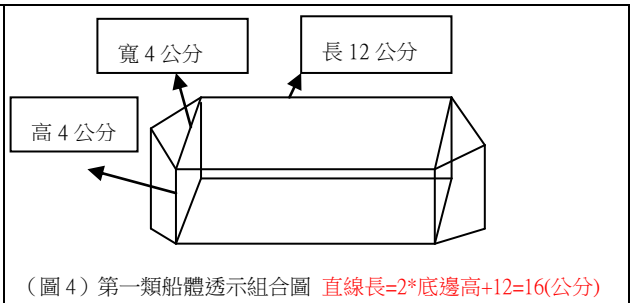 寬 4 公分
長 12 公分
高 4 公分
（圖 4）第一類船體透示組合圖 直線長=2*底邊高+12=16(公分)